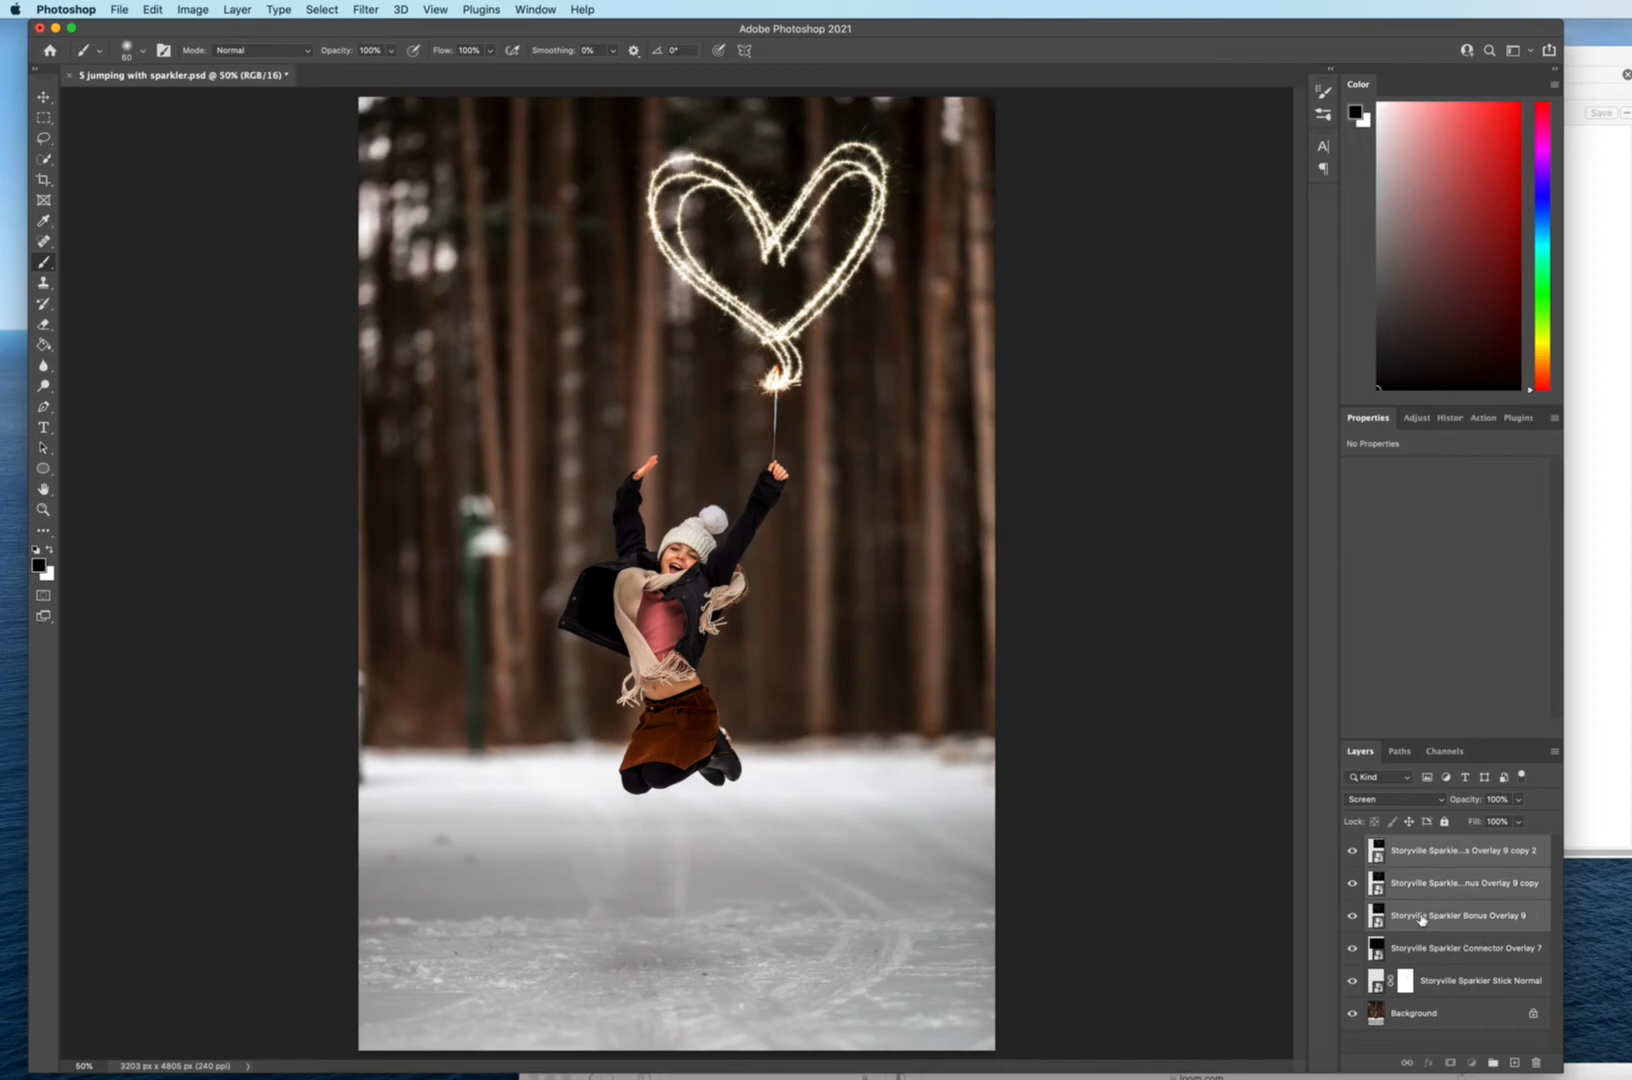 Photoshop File Edit Image Layer Type Select Filter 3D View Plugins Window Help
Adobe Photoshop 2021
60 Mode: Normal Opacity: 100% Flow: 100% Smoothing: 0% 0°
S jumping with sparkler.psd @ 50% (RGB/16) *
Color
Save
A|
Properties Adjust Histor Action Plugins
No Properties
Layers Paths Channels
Kind
Screen Opacity: 100%
Lock: Fill: 100%
Storyville Sparkle...s Overlay 9 copy 2
Storyville Sparkle...nus Overlay 9 copy
Storyville Sparkler Bonus Overlay 9
Storyville Sparkler Connector Overlay 7
Storyville Sparkler Stick Normal
Background
50% 3203 px x 4805 px (240 ppi)
loom.com